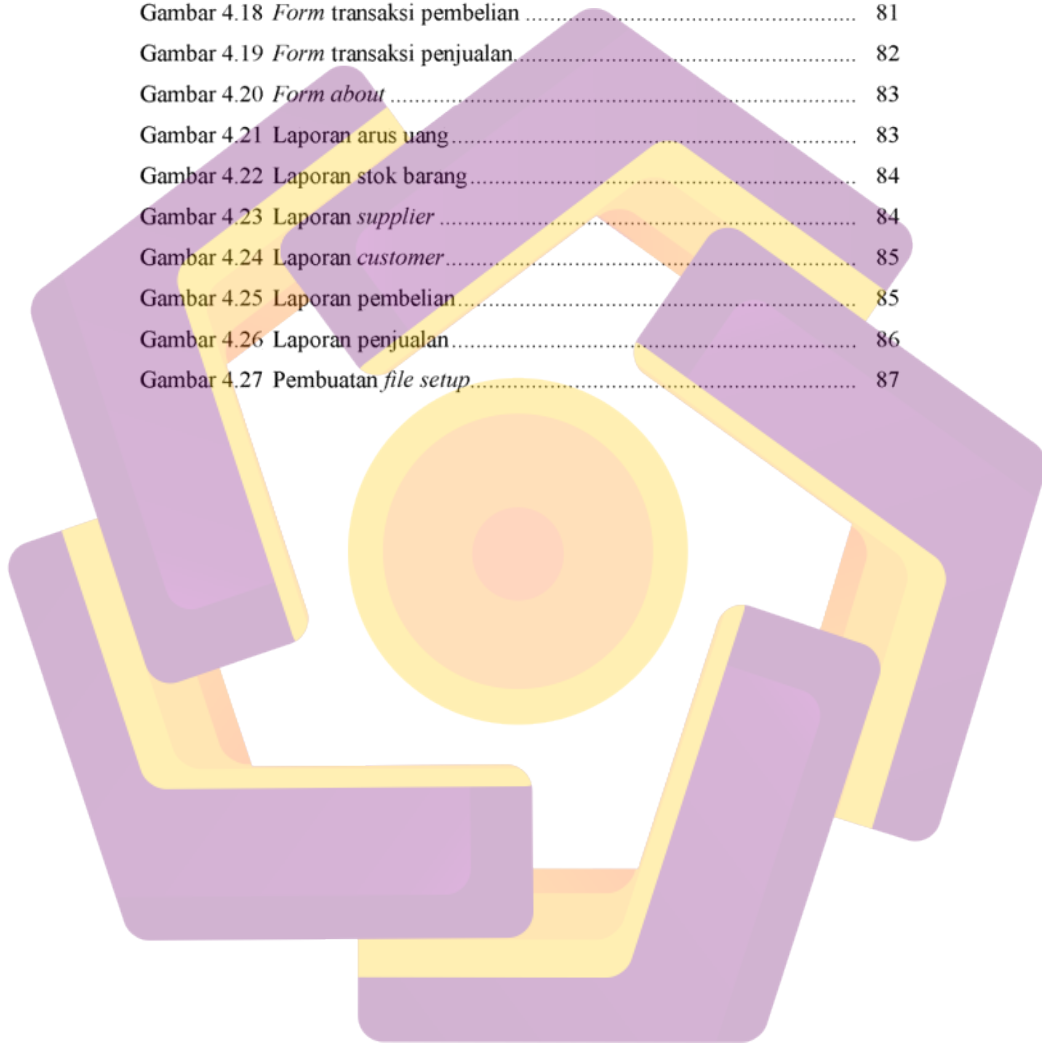 Gambar 4.18 Form transaksi pembelian ........................................................... 81
Gambar 4.19 Form transaksi penjualan............................................................. 82
Gambar 4.20 Form about .................................................................................. 83
Gambar 4.21 Laporan arus uang....................................................................... 83
Gambar 4.22 Laporan stok barang.................................................................... 84
Gambar 4.23 Laporan supplier ......................................................................... 84
Gambar 4.24 Laporan customer........................................................................ 85
Gambar 4.25 Laporan pembelian...................................................................... 85
Gambar 4.26 Laporan penjualan....................................................................... 86
Gambar 4.27 Pembuatan file setup................................................................... 87